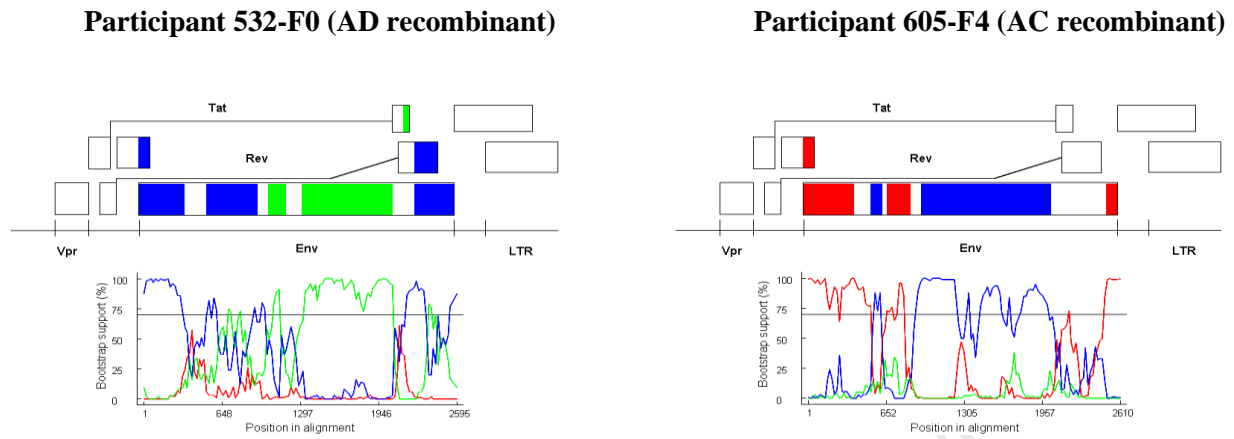 Participant 532-F0 (AD recombinant)
Tat
Rev
Vpr
Env
LTR
Bootstrap support (%)
100
75
50
25
0
1
648
1297
1946
2595
Position in alignment
Participant 605-F4 (AC recombinant)
Tat
Rev
Vpr
Env
LTR
Bootstrap support (%)
100
75
50
25
0
1
652
1305
1957
2610
Position in alignment